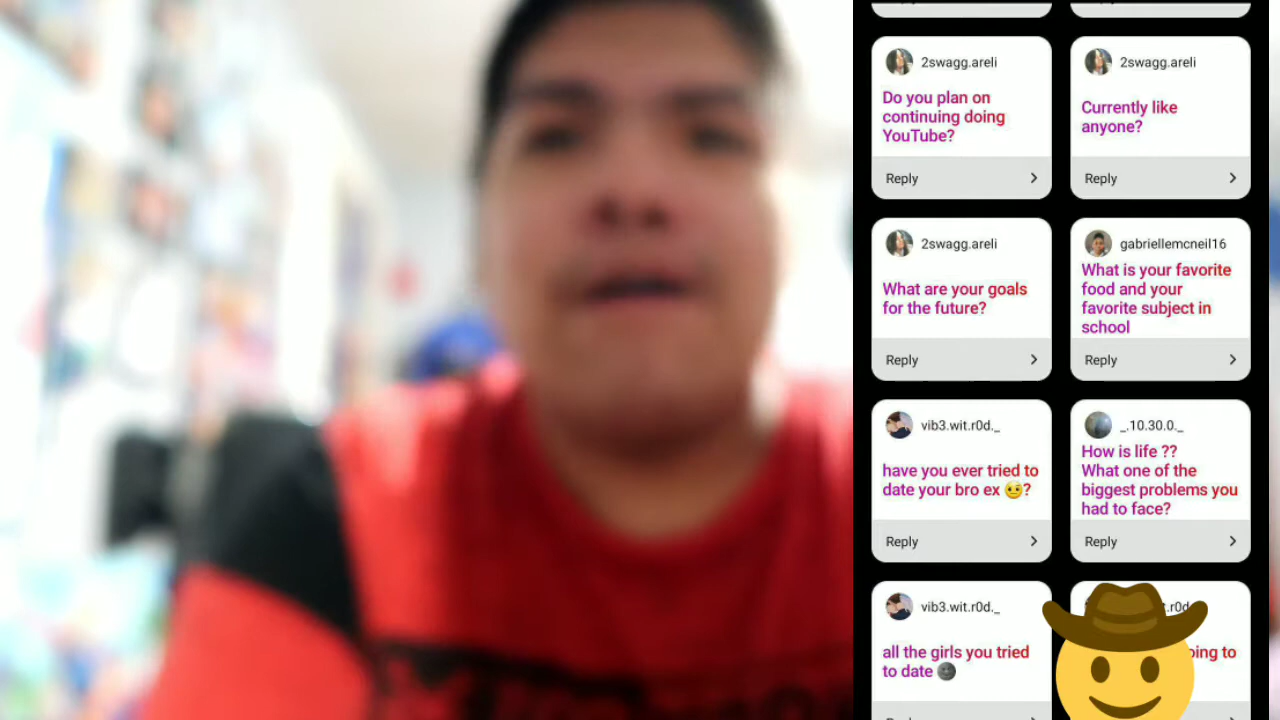 2swagg.areli
Do you plan on
continuing doing
YouTube?
Reply
2swagg.areli
Currently like
anyone?
Reply
2swagg.areli
What are your goals
for the future?
Reply
gabriellemcneil16
What is your favorite
food and your
favorite subject in
school
Reply
vib3.wit.r0d._
have you ever tried to
date your bro ex 🤕?
Reply
_.10.30.0._
How is life ??
What one of the
biggest problems you
had to face?
Reply
vib3.wit.r0d._
all the girls you tried
to date 🌚
to